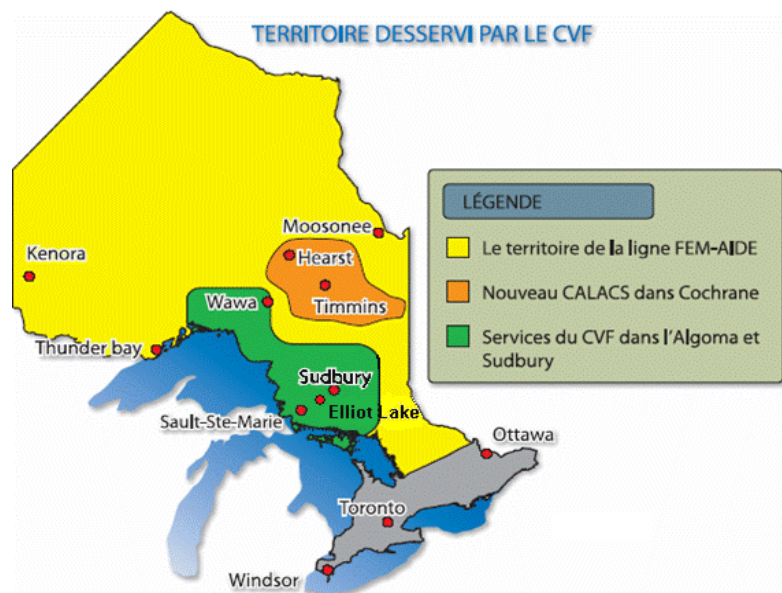 TERRITOIRE DESSERVI PAR LE CVF
LÉGENDE
Le territoire de la ligne FEM-AIDE
Nouveau CALACS dans Cochrane
Services du CVF dans l'Algoma et
Sudbury
Moosonee
Kenora
Hearst
Wawa
Timmins
Thunder bay
Sudbury
Elliot Lake
Sault-Ste-Marie
Ottawa
Toronto
Windsor